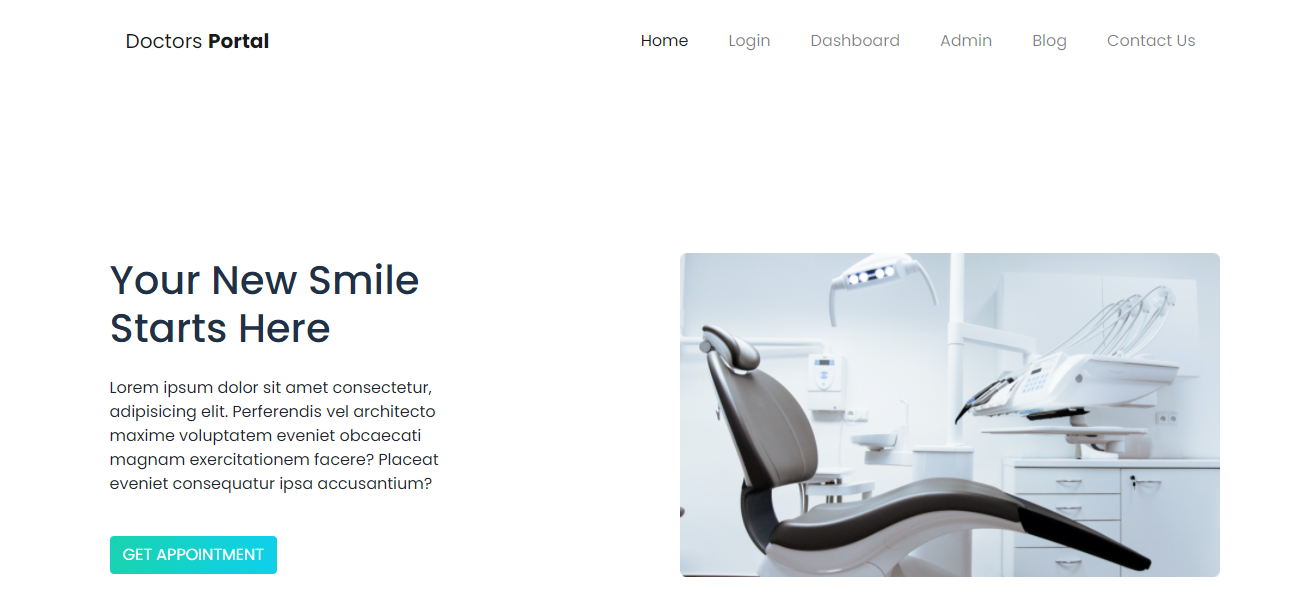 Doctors Portal
Home Login Dashboard Admin Blog Contact Us
Your New Smile
Starts Here
Lorem ipsum dolor sit amet consectetur,
adipisicing elit. Perferendis vel architecto
maxime voluptatem eveniet obcaecati
magnam exercitationem facere? Placeat
eveniet consequatur ipsa accusantium?
GET APPOINTMENT